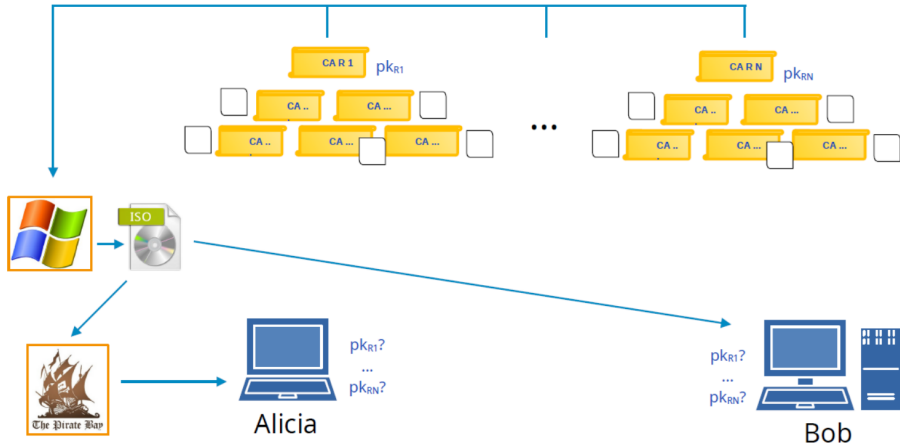 CA R 1
pkR1
CA ..
CA ...
CA ..
CA ...
CA ...
...
CA R N
pkRN
CA ..
CA ...
CA ..
CA ...
CA ...
ISO
The Pirate Bay
pkR1?
...
pkRN?
Alicia
pkR1?
...
pkRN?
Bob